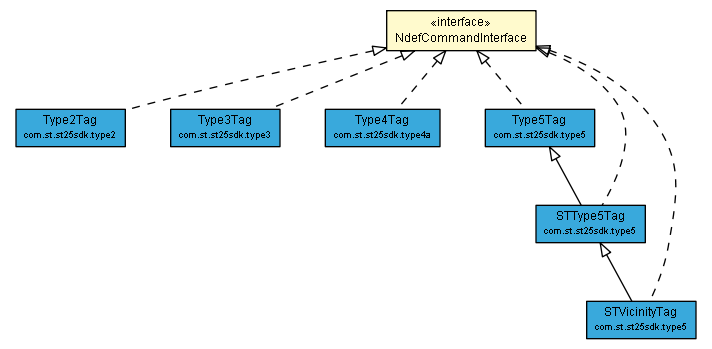 «interface»
NdefCommandInterface
Type2Tag
com.st.st25sdk.type2
Type3Tag
com.st.st25sdk.type3
Type4Tag
com.st.st25sdk.type4a
Type5Tag
com.st.st25sdk.type5
STType5Tag
com.st.st25sdk.type5
STVicinityTag
com.st.st25sdk.type5